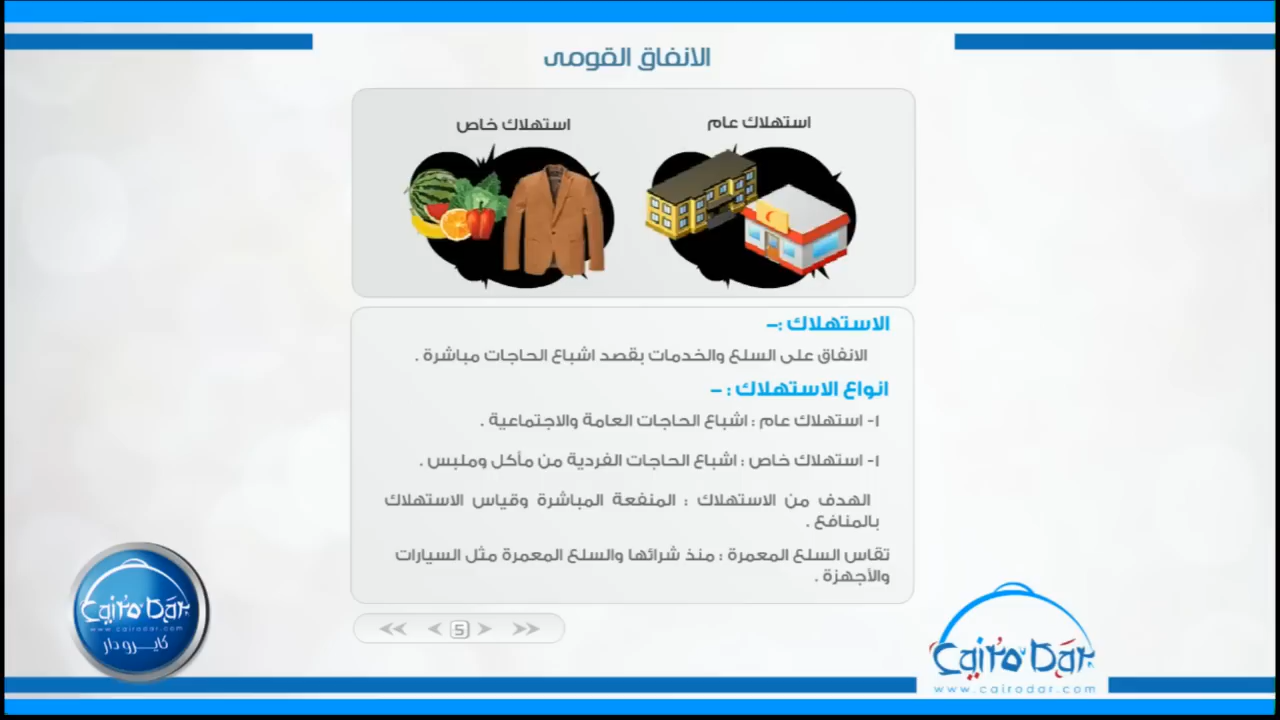 الانفاق القومى
استهلاك عام
استهلاك خاص
الاستهلاك :-
الانفاق على السلع والخدمات بقصد اشباع الحاجات مباشرة .
انواع الاستهلاك : -
١- استهلاك عام : اشباع الحاجات العامة والاجتماعية .
١- استهلاك خاص : اشباع الحاجات الفردية من مأكل وملبس .
الهدف من الاستهلاك : المنفعة المباشرة وقياس الاستهلاك
بالمنافع .
تقاس السلع المعمرة : منذ شرائها والسلع المعمرة مثل السيارات
والأجهزة .
5
Cairo Dar
www.cairodar.com
كايرو دار
Cairo Dar
www.cairodar.com